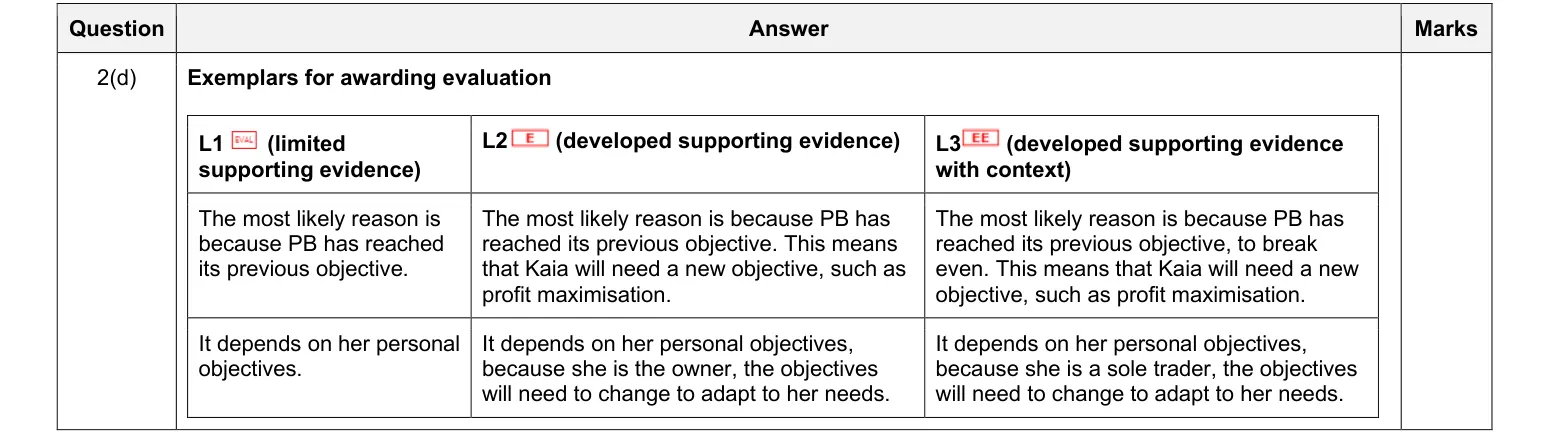 Question Answer Marks
2(d) Exemplars for awarding evaluation
L1 EVAL (limited
supporting evidence)
L2 E (developed supporting evidence)
L3 EE (developed supporting evidence
with context)
The most likely reason is
because PB has reached
its previous objective.
The most likely reason is because PB has
reached its previous objective. This means
that Kaia will need a new objective, such as
profit maximisation.
The most likely reason is because PB has
reached its previous objective, to break
even. This means that Kaia will need a new
objective, such as profit maximisation.
It depends on her personal
objectives.
It depends on her personal objectives,
because she is the owner, the objectives
will need to change to adapt to her needs.
It depends on her personal objectives,
because she is a sole trader, the objectives
will need to change to adapt to her needs.